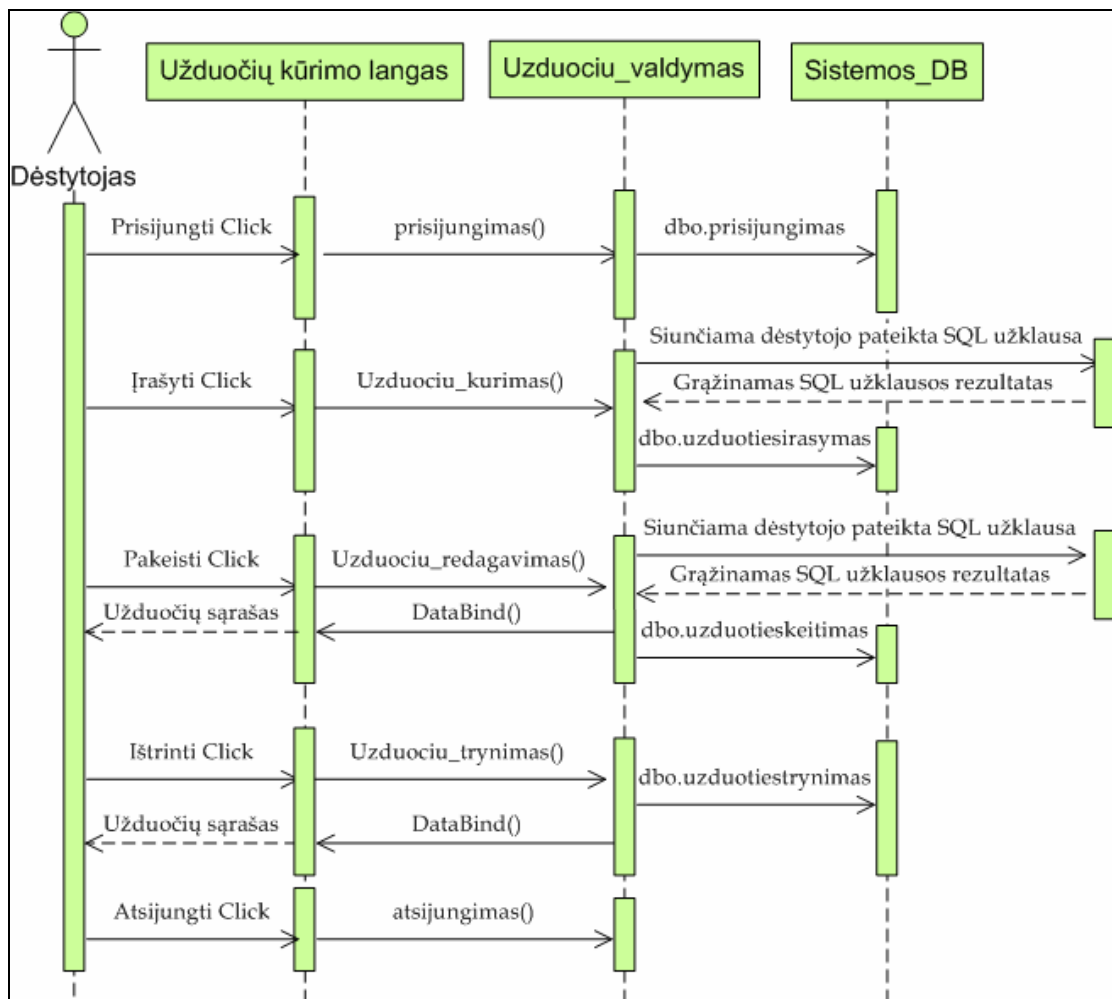 Užduočių kūrimo langas
Uzduociu_valdymas
Sistemos_DB
Dėstytojas
Prisijungti Click
prisijungimas()
dbo.prisijungimas
Siunčiama dėstytojo pateikta SQL užklausa
Įrašyti Click
Uzduociu_kurimas()
Grąžinamas SQL užklausos rezultatas
dbo.uzduotiesirasymas
Siunčiama dėstytojo pateikta SQL užklausa
Pakeisti Click
Uzduociu_redagavimas()
Grąžinamas SQL užklausos rezultatas
Užduočių sąrašas
DataBind()
dbo.uzduotieskeitimas
Ištrinti Click
Uzduociu_trynimas()
dbo.uzduotiestrynimas
Užduočių sąrašas
DataBind()
Atsijungti Click
atsijungimas()